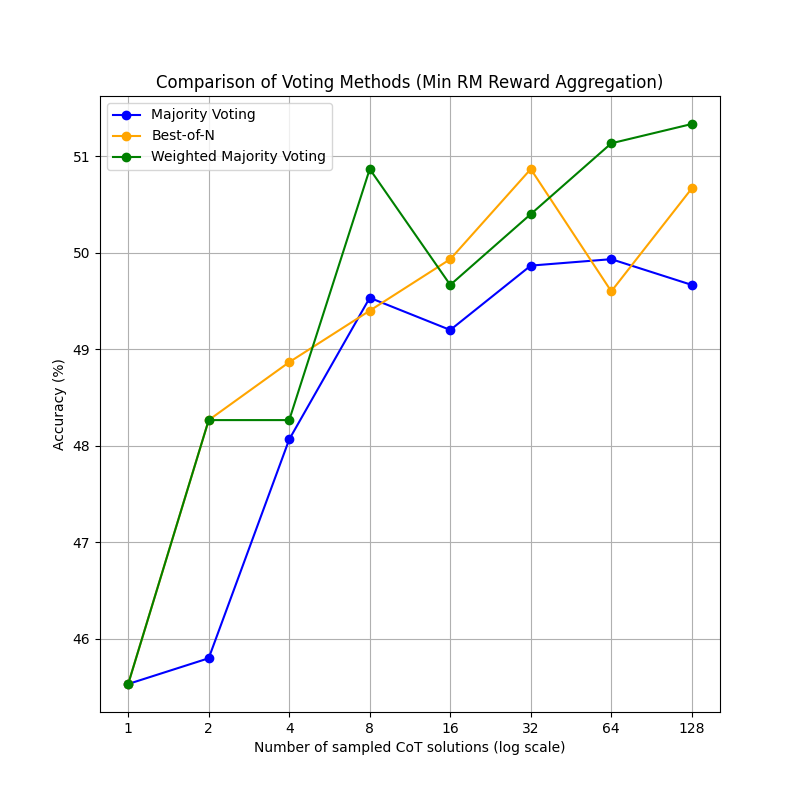 Comparison of Voting Methods (Min RM Reward Aggregation)
Majority Voting
Best-of-N
Weighted Majority Voting
Accuracy (%)
51
50
49
48
47
46
1 2 4 8 16 32 64 128
Number of sampled CoT solutions (log scale)